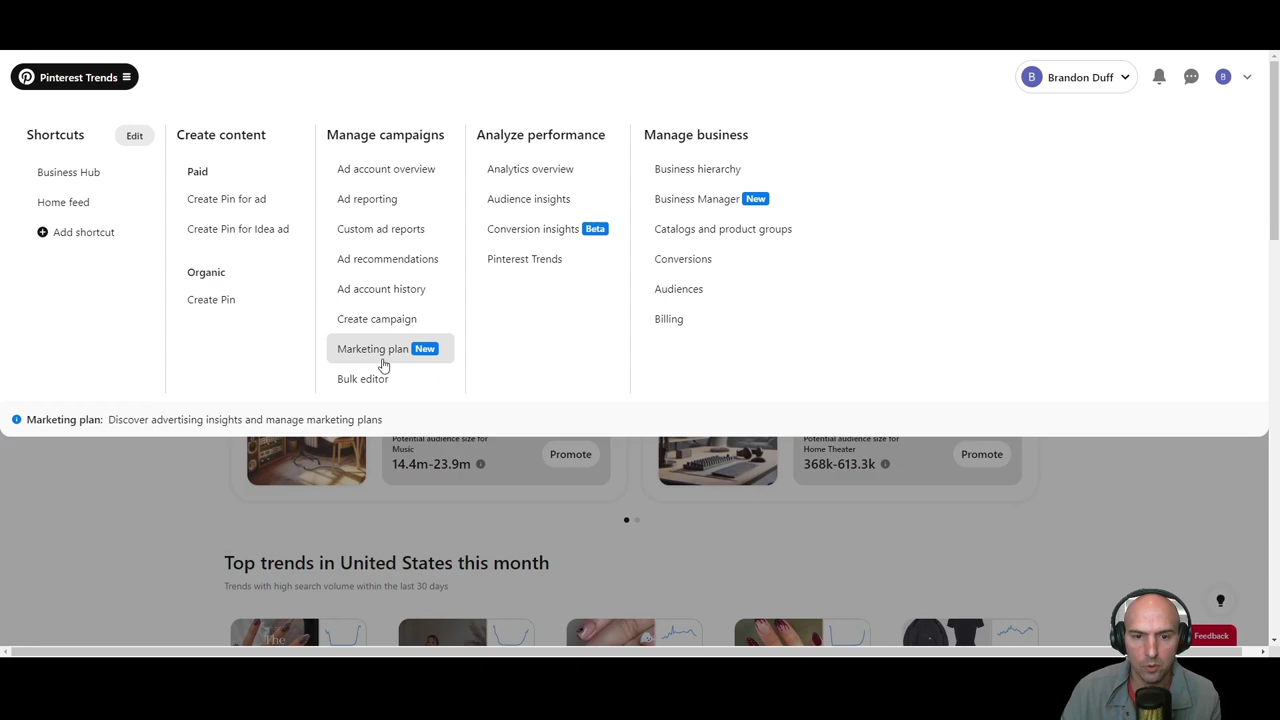 Pinterest Trends
B Brandon Duff
B
Shortcuts
Edit
Business Hub
Home feed
Add shortcut
Create content
Paid
Create Pin for ad
Create Pin for Idea ad
Organic
Create Pin
Manage campaigns
Ad account overview
Ad reporting
Custom ad reports
Ad recommendations
Ad account history
Create campaign
Marketing plan New
Bulk editor
Analyze performance
Analytics overview
Audience insights
Conversion insights Beta
Pinterest Trends
Manage business
Business hierarchy
Business Manager New
Catalogs and product groups
Conversions
Audiences
Billing
Marketing plan: Discover advertising insights and manage marketing plans
Potential audience size for
Music
14.4m-23.9m
Promote
Potential audience size for
Home Theater
368k-613.3k
Promote
Top trends in United States this month
Trends with high search volume within the last 30 days
The
Feedback